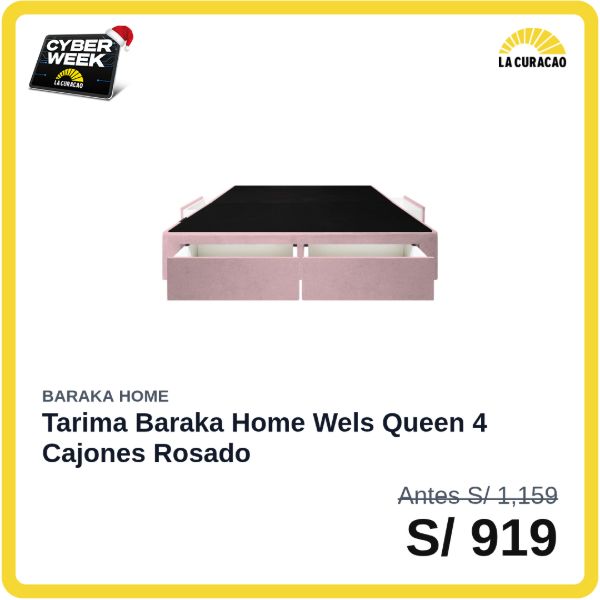 CYBER
WEEK
LA CURACAO
LA CURACAO
BARAKA HOME
Tarima Baraka Home Wels Queen 4
Cajones Rosado
Antes S/ 1,159
S/ 919